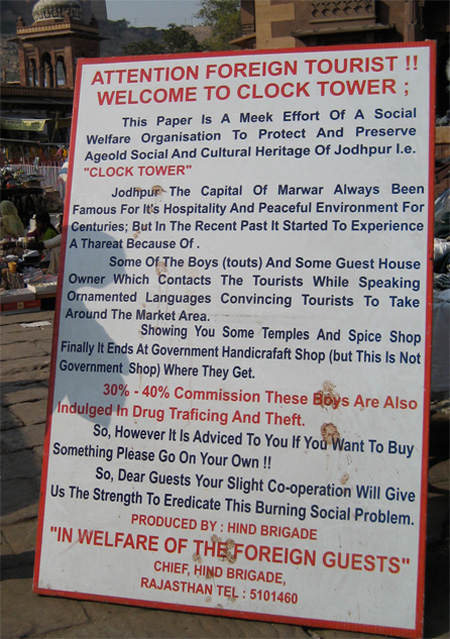 ATTENTION FOREIGN TOURIST !!
WELCOME TO CLOCK TOWER ;
This Paper Is A Meek Effort Of A Social
Welfare Organisation To Protect And Preserve
Ageold Social And Cultural Heritage Of Jodhpur I.e.
"CLOCK TOWER"
Jodhpur The Capital Of Marwar Always Been
Famous For It's Hospitality And Peaceful Environment For
Centuries; But In The Recent Past It Started To Experience
A Thareat Because Of .
Some Of The Boys (touts) And Some Guest House
Owner Which Contacts The Tourists While Speaking
Ornamented Languages Convincing Tourists To Take
Around The Market Area.
Showing You Some Temples And Spice Shop
Finally It Ends At Government Handicrafaft Shop (but This Is Not
Government Shop) Where They Get.
30% - 40% Commission These Boys Are Also
Indulged In Drug Traficing And Theft.
So, However It Is Adviced To You If You Want To Buy
Something Please Go On Your Own !!
So, Dear Guests Your Slight Co-operation Will Give
Us The Strength To Eredicate This Burning Social Problem.
PRODUCED BY : HIND BRIGADE
"IN WELFARE OF THE FOREIGN GUESTS"
CHIEF, HIND BRIGADE,
RAJASTHAN TEL : 5101460